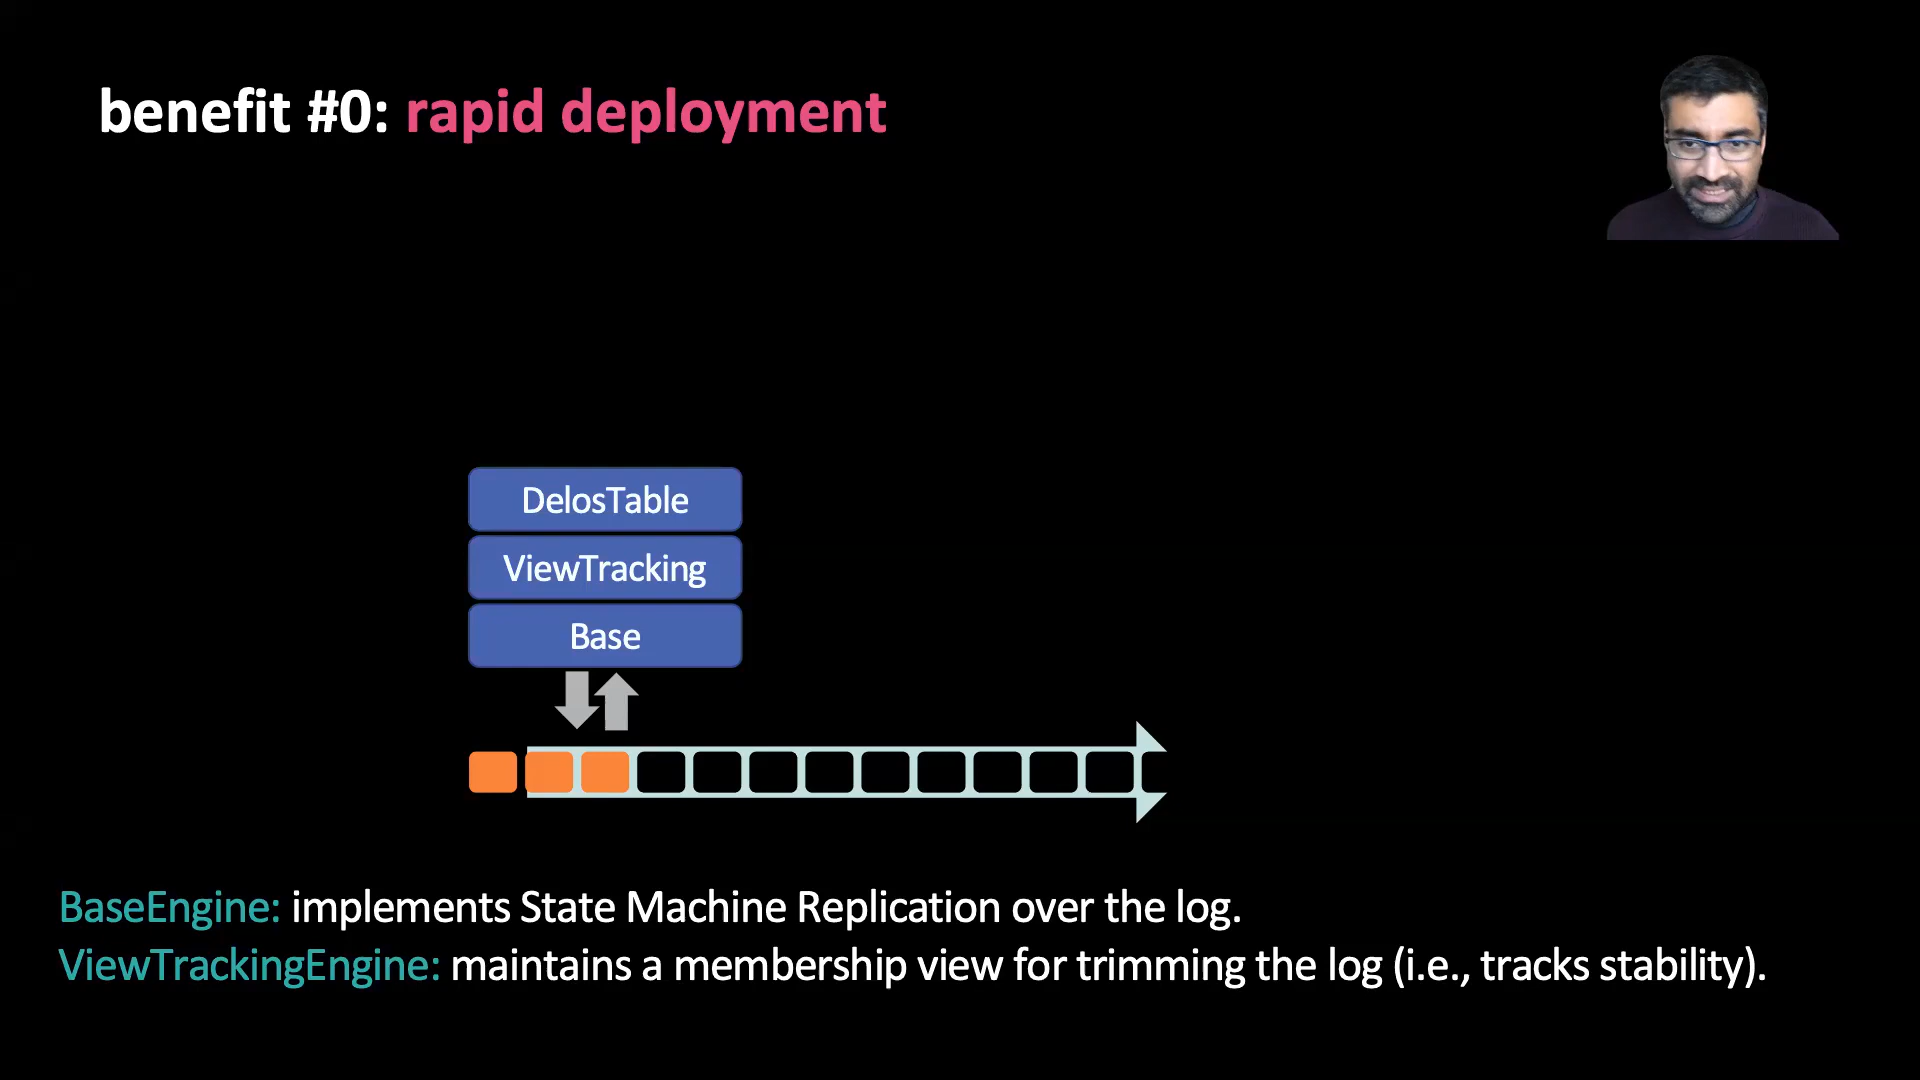 benefit #0: rapid deployment
DelosTable
ViewTracking
Base
BaseEngine: implements State Machine Replication over the log.
ViewTrackingEngine: maintains a membership view for trimming the log (i.e., tracks stability).